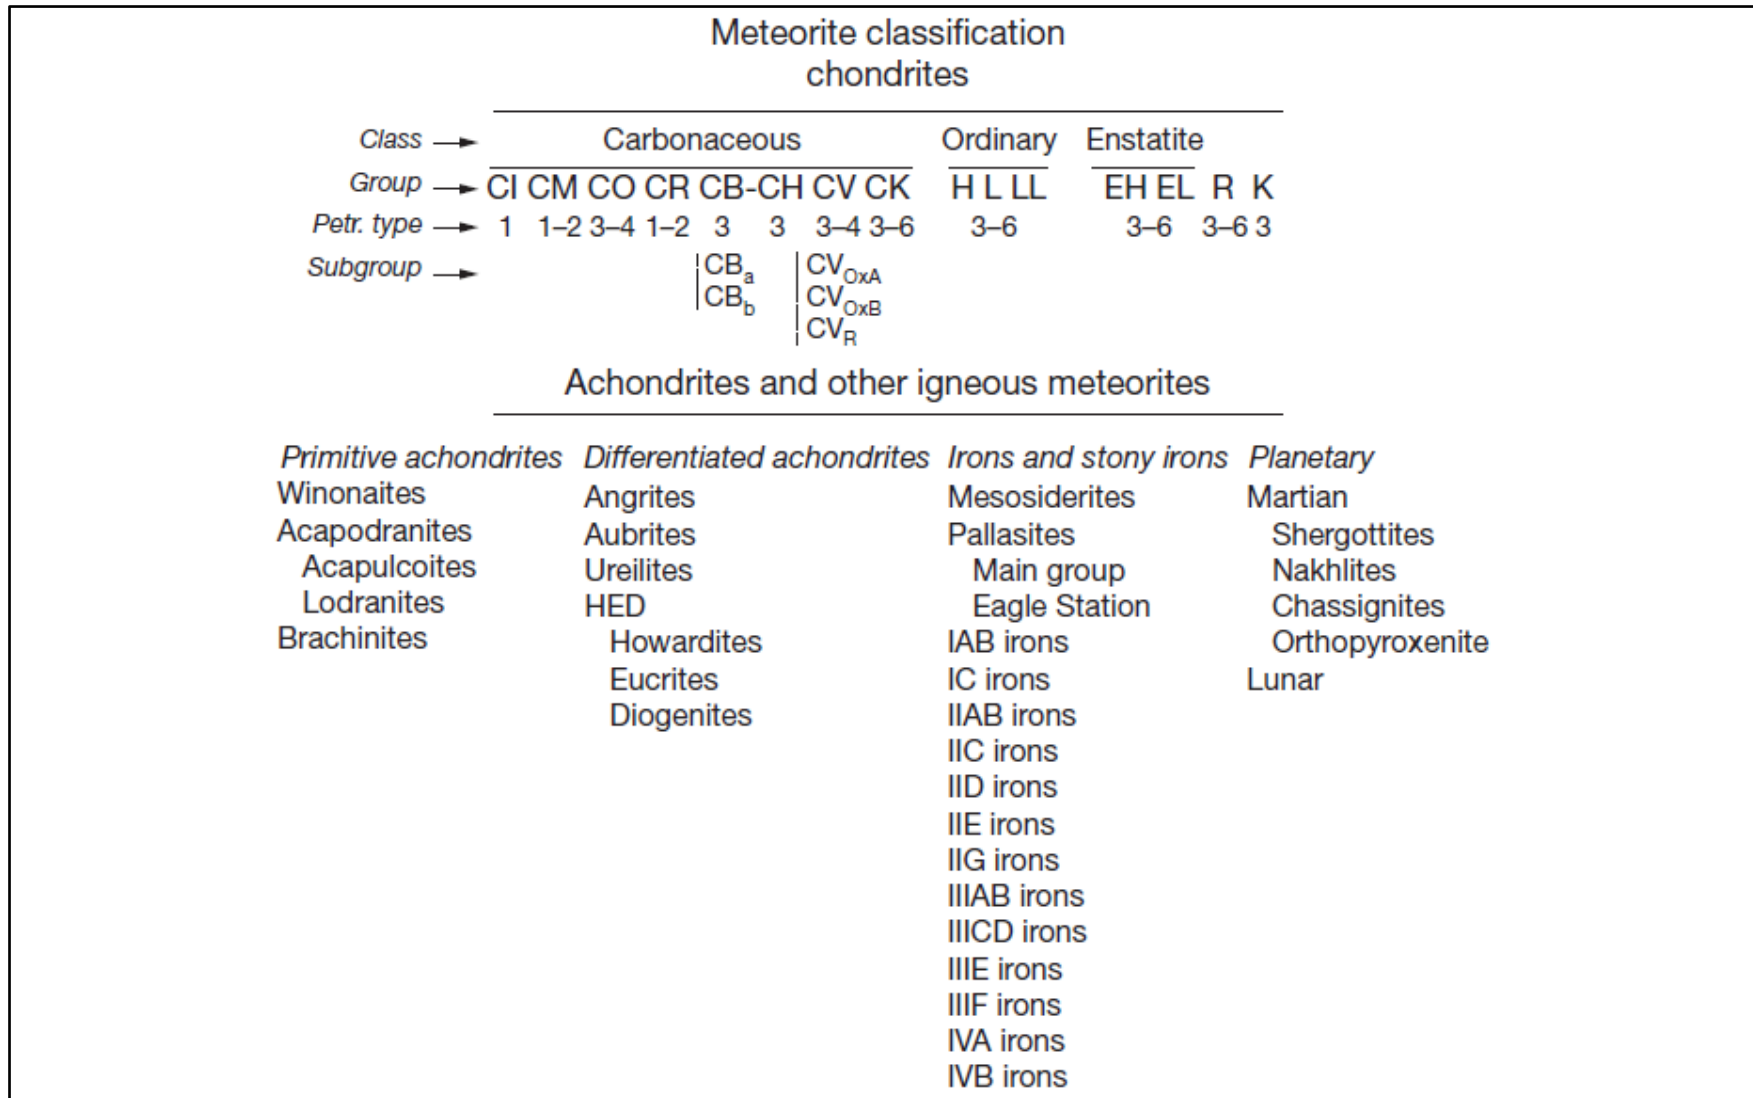 Meteorite classification
chondrites
Class → Carbonaceous Ordinary Enstatite
Group → CI CM CO CR CB-CH CV CK H L LL EH EL R K
Petr. type → 1 1–2 3–4 1–2 3 3 3–4 3–6 3–6 3–6 3–6 3
Subgroup → CBa CVOxA
CBb CVOxB
CVR
Achondrites and other igneous meteorites
Primitive achondrites Differentiated achondrites Irons and stony irons Planetary
Winonaites Angrites Mesosiderites Martian
Acapodranites Aubrites Pallasites Shergottites
Acapulcoites Ureilites Main group Nakhlites
Lodranites HED Eagle Station Chassignites
Brachinites Howardites IAB irons Orthopyroxenite
Eucrites IC irons Lunar
Diogenites IIAB irons
IIC irons
IID irons
IIE irons
IIG irons
IIIAB irons
IIICD irons
IIIE irons
IIIF irons
IVA irons
IVB irons